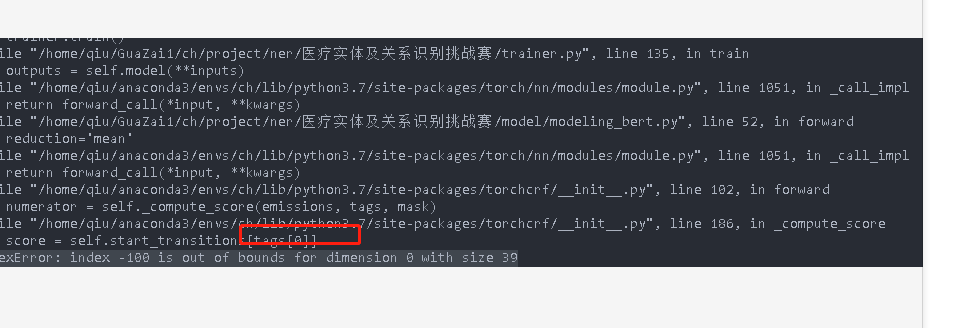 trainer.train()
ile "/home/qiu/GuaZai1/ch/project/ner/医疗实体及关系识别挑战赛/trainer.py", line 135, in train
outputs = self.model(**inputs)
ile "/home/qiu/anaconda3/envs/ch/lib/python3.7/site-packages/torch/nn/modules/module.py", line 1051, in _call_impl
return forward_call(*input, **kwargs)
ile "/home/qiu/GuaZai1/ch/project/ner/医疗实体及关系识别挑战赛/model/modeling_bert.py", line 52, in forward
reduction='mean'
ile "/home/qiu/anaconda3/envs/ch/lib/python3.7/site-packages/torch/nn/modules/module.py", line 1051, in _call_impl
return forward_call(*input, **kwargs)
ile "/home/qiu/anaconda3/envs/ch/lib/python3.7/site-packages/torchcrf/__init__.py", line 102, in forward
numerator = self._compute_score(emissions, tags, mask)
ile "/home/qiu/anaconda3/envs/ch/lib/python3.7/site-packages/torchcrf/__init__.py", line 186, in _compute_score
score = self.start_transitions[tags[0]]
exError: index -100 is out of bounds for dimension 0 with size 39